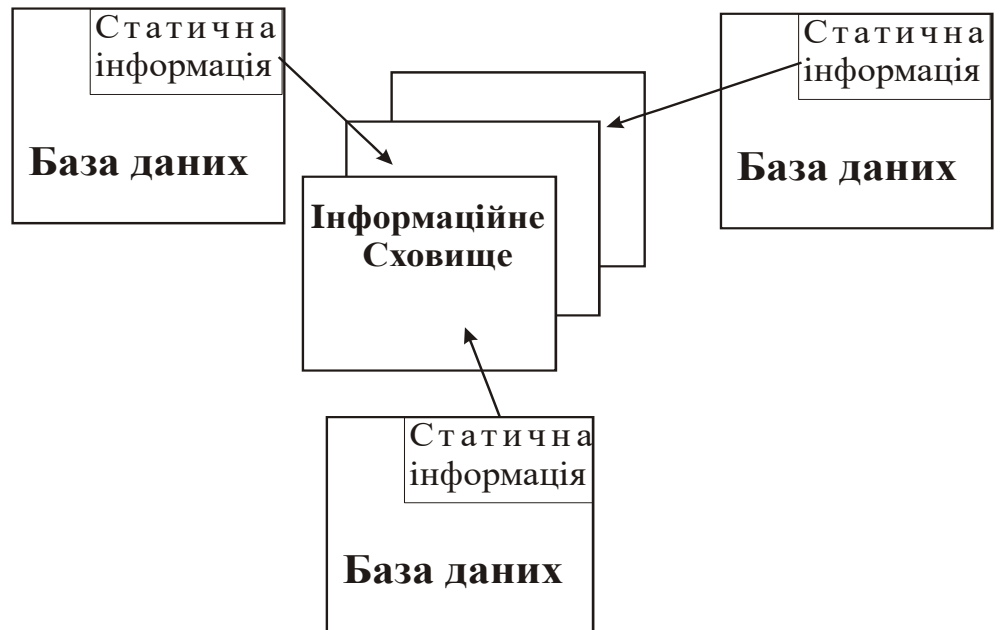 Статична
інформація
База даних
Статична
інформація
База даних
Інформаційне
Сховище
Статична
інформація
База даних